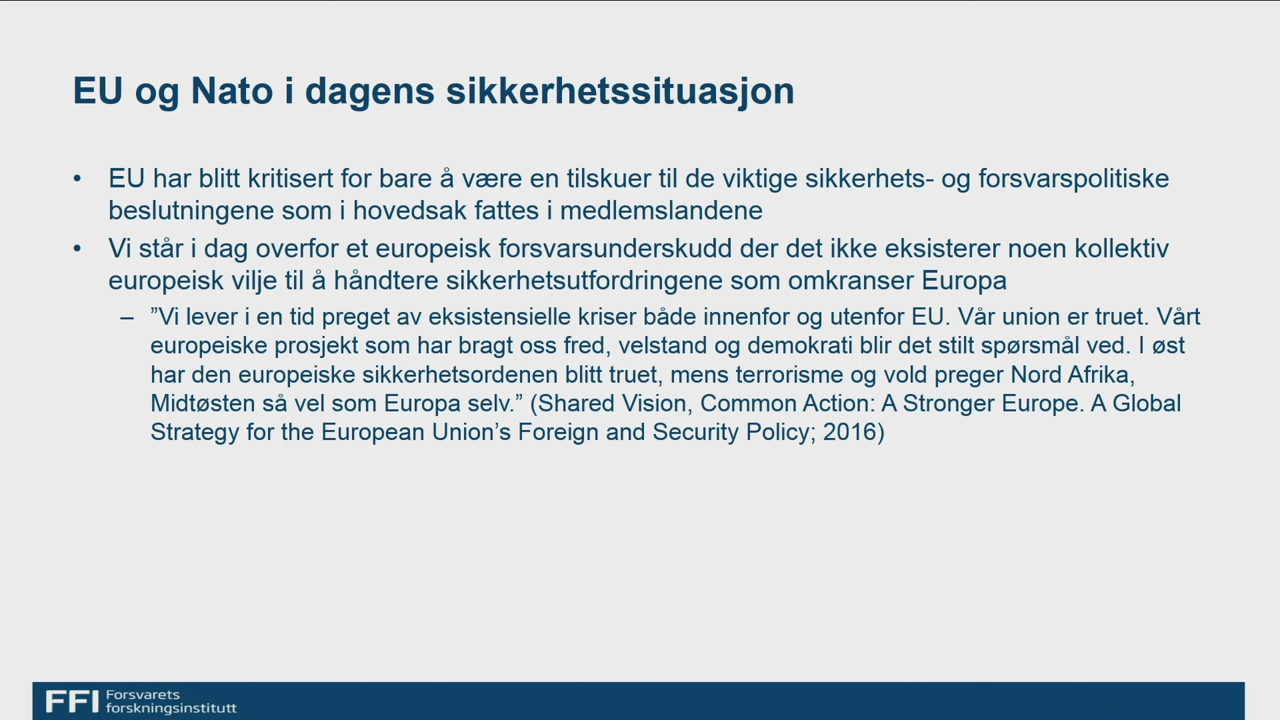 EU og Nato i dagens sikkerhetssituasjon
• EU har blitt kritisert for bare å være en tilskuer til de viktige sikkerhets- og forsvarspolitiske
beslutningene som i hovedsak fattes i medlemslandene
• Vi står i dag overfor et europeisk forsvarsunderskudd der det ikke eksisterer noen kollektiv
europeisk vilje til å håndtere sikkerhetsutfordringene som omkranser Europa
– ”Vi lever i en tid preget av eksistensielle kriser både innenfor og utenfor EU. Vår union er truet. Vårt
europeiske prosjekt som har bragt oss fred, velstand og demokrati blir det stilt spørsmål ved. I øst
har den europeiske sikkerhetsordenen blitt truet, mens terrorisme og vold preger Nord Afrika,
Midtøsten så vel som Europa selv.” (Shared Vision, Common Action: A Stronger Europe. A Global
Strategy for the European Union’s Foreign and Security Policy; 2016)
FFI Forsvarets
forskningsinstitutt